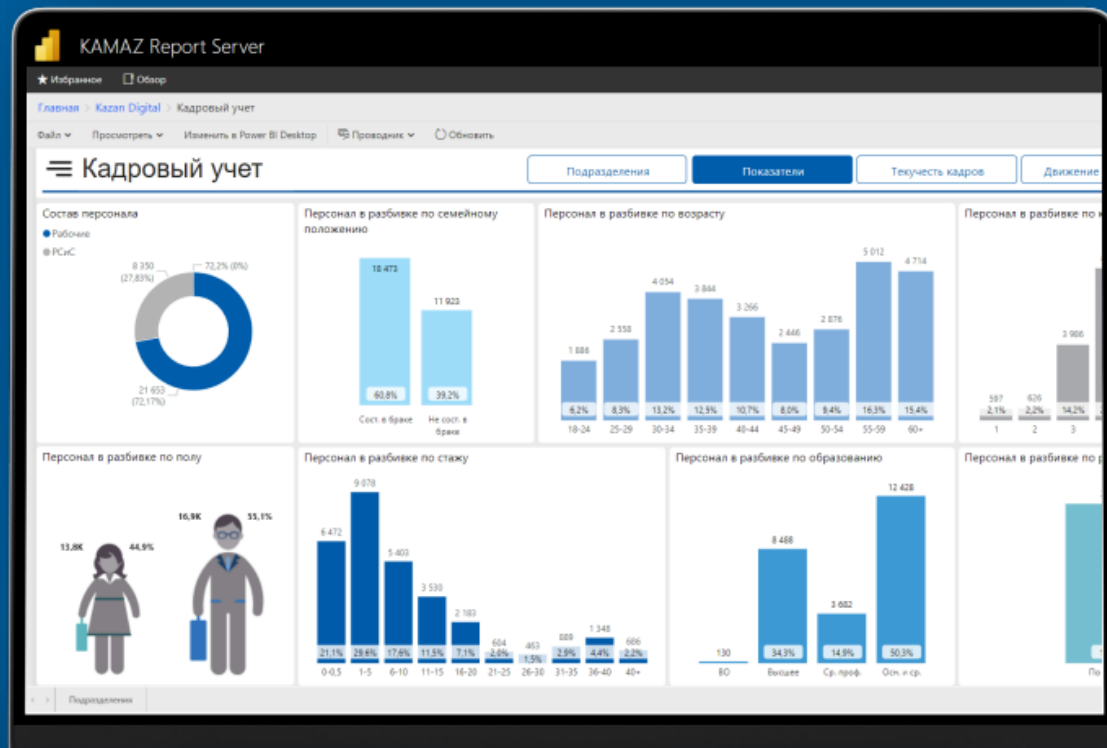 KAMAZ Report Server
Избранное Обзор
Главная > Kazan Digital > Кадровый учет
Файл Просмотреть Изменить в Power BI Desktop Проводник Обновить
Кадровый учет
Подразделения Показатели Текучесть кадров Движение
Состав персонала
Рабочие
РСиС
8 350
(27,83%)
72,2% (0%)
21 653
(72,17%)
Персонал в разбивке по семейному
положению
18 473
11 923
60,8% 39,2%
Сост. в браке Не сост. в
браке
Персонал в разбивке по возрасту
1 886 2 558 4 054 3 844 3 266 2 446 2 876 5 012 4 714
6,2% 8,3% 13,2% 12,5% 10,7% 8,0% 9,4% 16,3% 15,4%
18-24 25-29 30-34 35-39 40-44 45-49 50-54 55-59 60+
Персонал в разбивке по
597 626 3 986
2,1% 2,2% 14,2%
1 2 3
Персонал в разбивке по полу
13,8K 44,9%
16,9K 55,1%
Персонал в разбивке по стажу
6 472 9 078 5 403 3 530 2 183 604 463 889 1 348 686
21,1% 29,6% 17,6% 11,5% 7,1% 2,0% 1,5% 2,9% 4,4% 2,2%
0-0,5 1-5 6-10 11-15 16-20 21-25 26-30 31-35 36-40 40+
Персонал в разбивке по образованию
130 8 488 3 682 12 428
34,3% 14,9% 50,3%
ВО Высшее Ср. проф. Осн. и ср.
Персонал в разбивке по
По
Подразделения